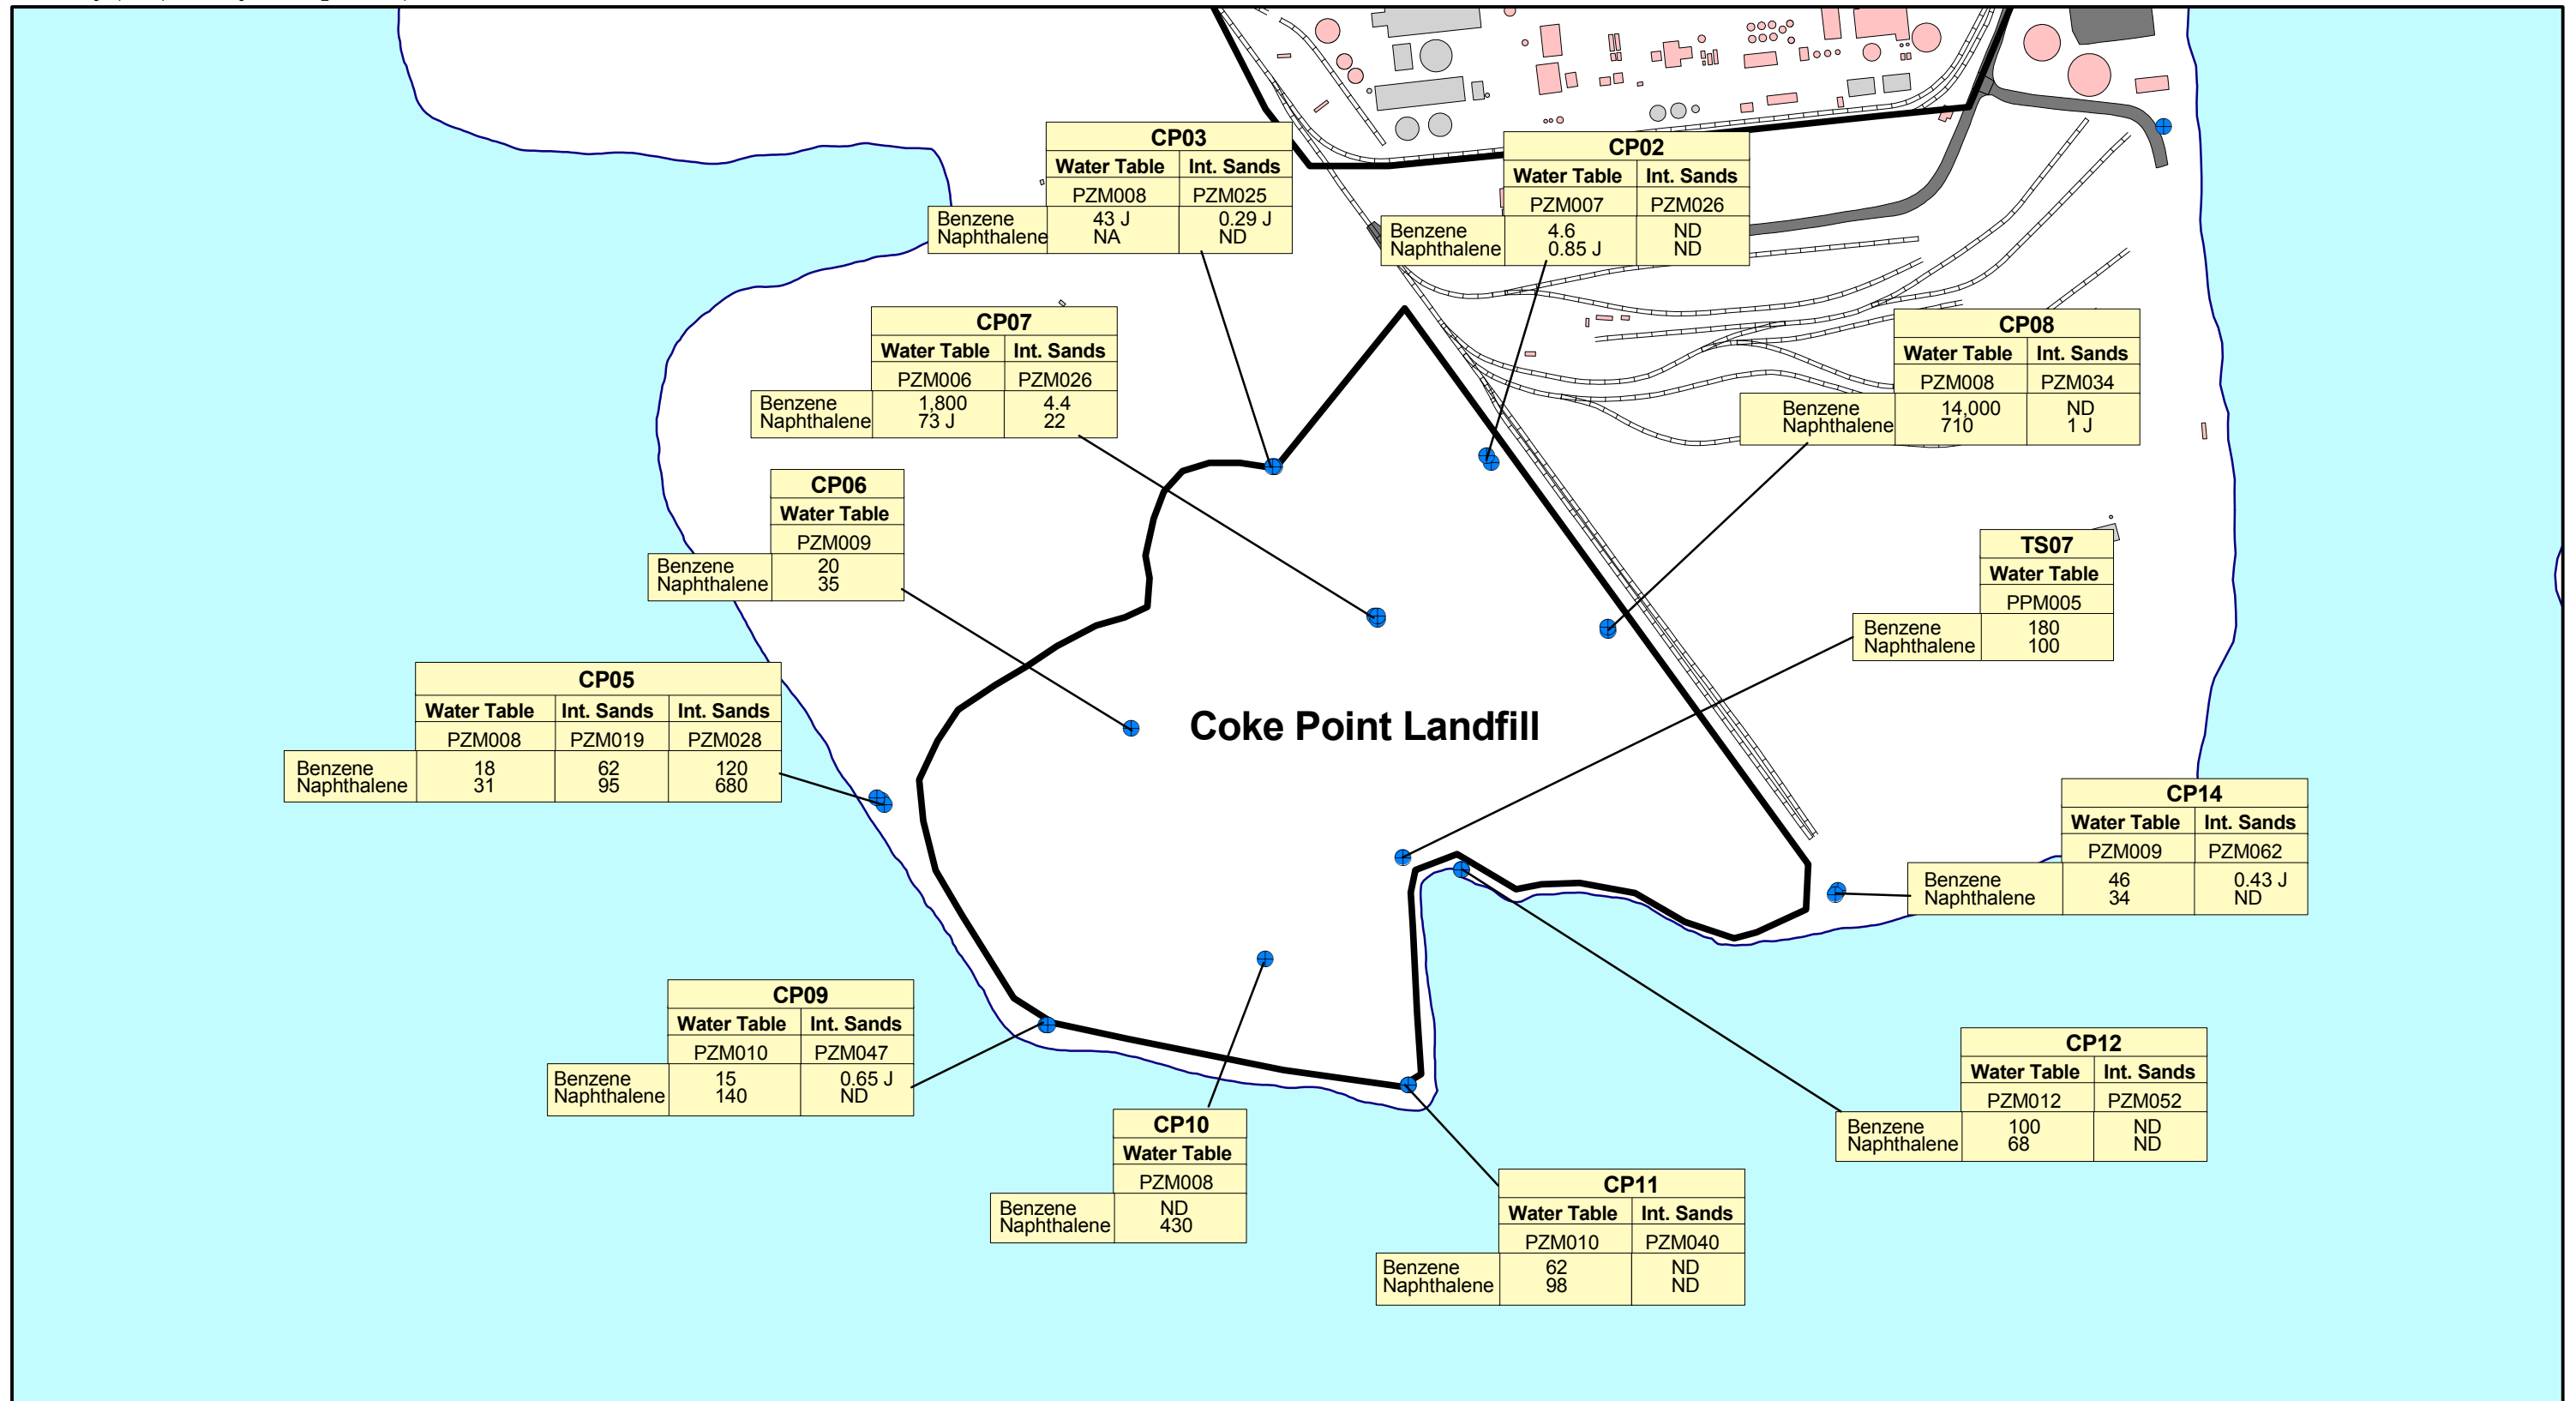 CP03
Water Table Int. Sands
PZM008 PZM025
Benzene 43 J 0.29 J
Naphthalene NA ND
CP02
Water Table Int. Sands
PZM007 PZM026
Benzene 4.6 ND
Naphthalene 0.85 J ND
CP07
Water Table Int. Sands
PZM006 PZM026
Benzene 1,800 4.4
Naphthalene 73 J 22
CP08
Water Table Int. Sands
PZM008 PZM034
Benzene 14,000 ND
Naphthalene 710 1 J
CP06
Water Table
PZM009
Benzene 20
Naphthalene 35
TS07
Water Table
PPM005
Benzene 180
Naphthalene 100
CP05
Water Table Int. Sands Int. Sands
PZM008 PZM019 PZM028
Benzene 18 62 120
Naphthalene 31 95 680
Coke Point Landfill
CP14
Water Table Int. Sands
PZM009 PZM062
Benzene 46 0.43 J
Naphthalene 34 ND
CP09
Water Table Int. Sands
PZM010 PZM047
Benzene 15 0.65 J
Naphthalene 140 ND
CP12
Water Table Int. Sands
PZM012 PZM052
Benzene 100 ND
Naphthalene 68 ND
CP10
Water Table
PZM008
Benzene ND
Naphthalene 430
CP11
Water Table Int. Sands
PZM010 PZM040
Benzene 62 ND
Naphthalene 98 ND